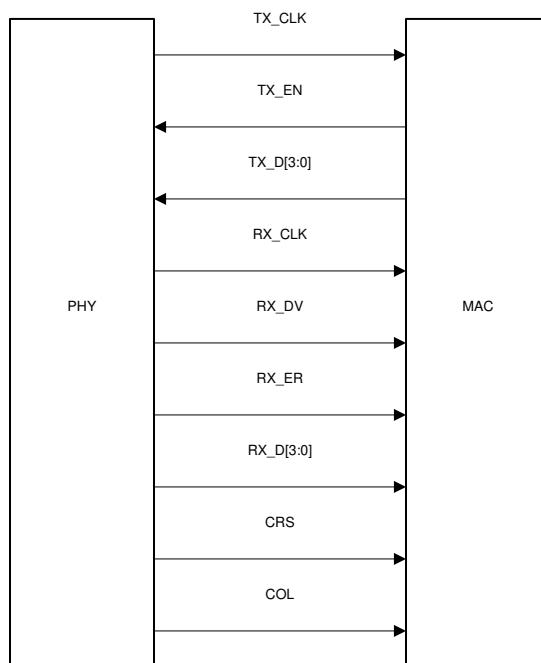 TX_CLK
TX_EN
TX_D[3:0]
RX_CLK
PHY
RX_DV
MAC
RX_ER
RX_D[3:0]
CRS
COL